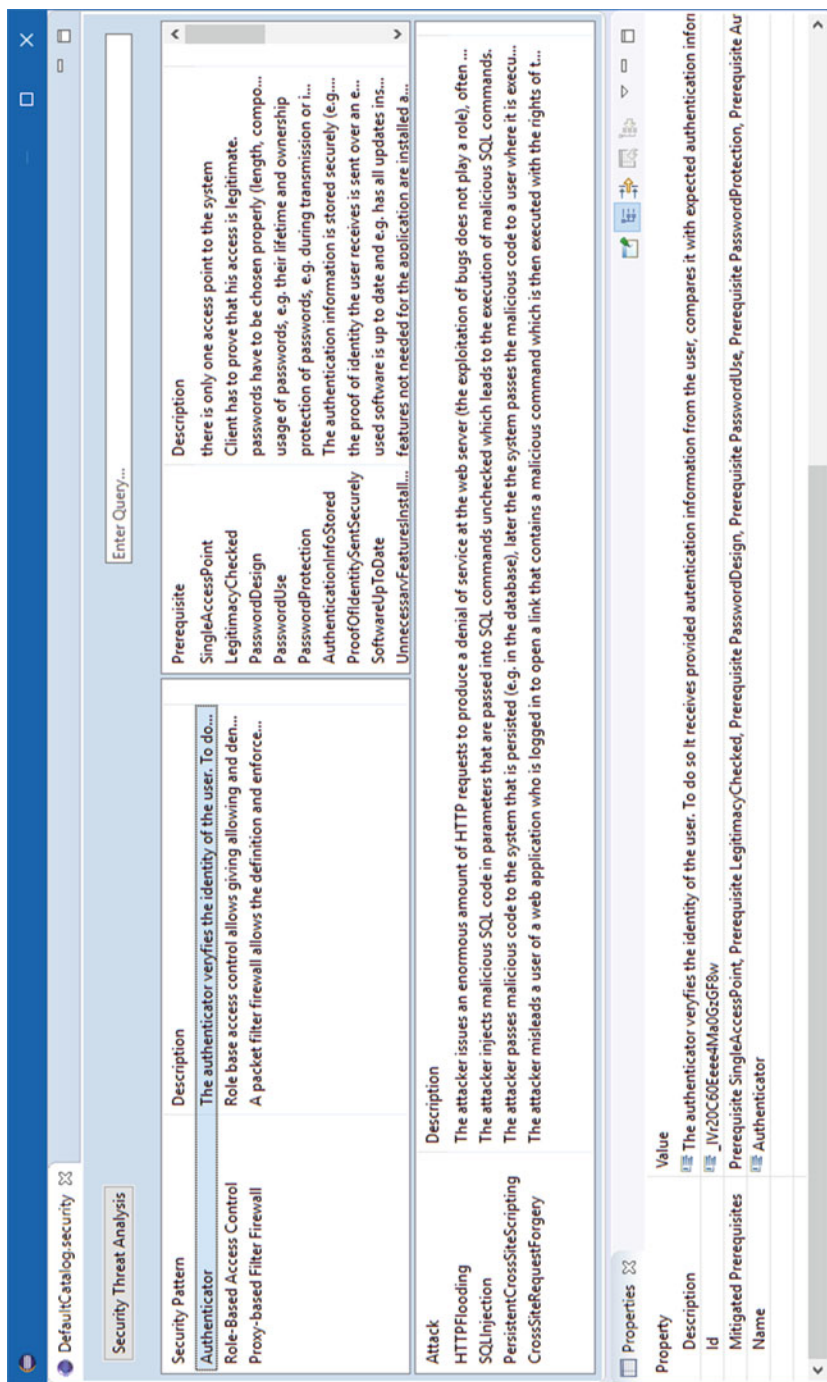 DefaultCatalog.security
Security Threat Analysis
Enter Query...
Security Pattern Description
Authenticator The authenticator veryfies the identity of the user. To do...
Role-Based Access Control Role base access control allows giving allowing and den...
Proxy-based Filter Firewall A packet filter firewall allows the definition and enforce...
Prerequisite Description
SingleAccessPoint there is only one access point to the system
LegitimacyChecked Client has to prove that his access is legitimate.
PasswordDesign passwords have to be chosen properly (length, compo...
PasswordUse usage of passwords, e.g. their lifetime and ownership
PasswordProtection protection of passwords, e.g. during transmission or i...
AuthenticationInfoStored The authentication information is stored securely (e.g....
ProofOfIdentitySentSecurely the proof of identity the user receives is sent over an e...
SoftwareUpToDate used software is up to date and e.g. has all updates ins...
UnnecessaryFeaturesInstall... features not needed for the application are installed a...
Attack Description
HTTPFlooding The attacker issues an enormous amount of HTTP requests to produce a denial of service at the web server (the exploitation of bugs does not play a role), often ...
SQLInjection The attacker injects malicious SQL code in parameters that are passed into SQL commands unchecked which leads to the execution of malicious SQL commands.
PersistentCrossSiteScripting The attacker passes malicious code to the system that is persisted (e.g. in the database), later the the system passes the malicious code to a user where it is execu...
CrossSiteRequestForgery The attacker misleads a user of a web application who is logged in to open a link that contains a malicious command which is then executed with the rights of t...
Properties
Property Value
Description The authenticator veryfies the identity of the user. To do so It receives provided autentication information from the user, compares it with expected authentication infon
Id _IVr20C60Eeee4Ma0GzGF8w
Mitigated Prerequisites Prerequisite SingleAccessPoint, Prerequisite LegitimacyChecked, Prerequisite PasswordDesign, Prerequisite PasswordUse, Prerequisite PasswordProtection, Prerequisite Aur
Name Authenticator